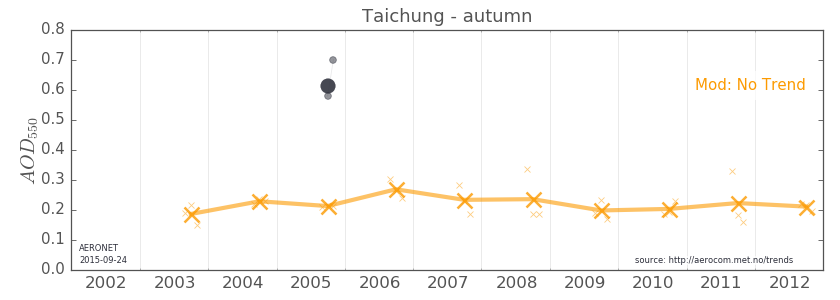 Taichung - autumn
0.8
0.7
0.6
0.5
0.4
0.3
0.2
0.1
0.0
AOD550
Mod: No Trend
AERONET
2015-09-24
source: http://aerocom.met.no/trends
2002 2003 2004 2005 2006 2007 2008 2009 2010 2011 2012